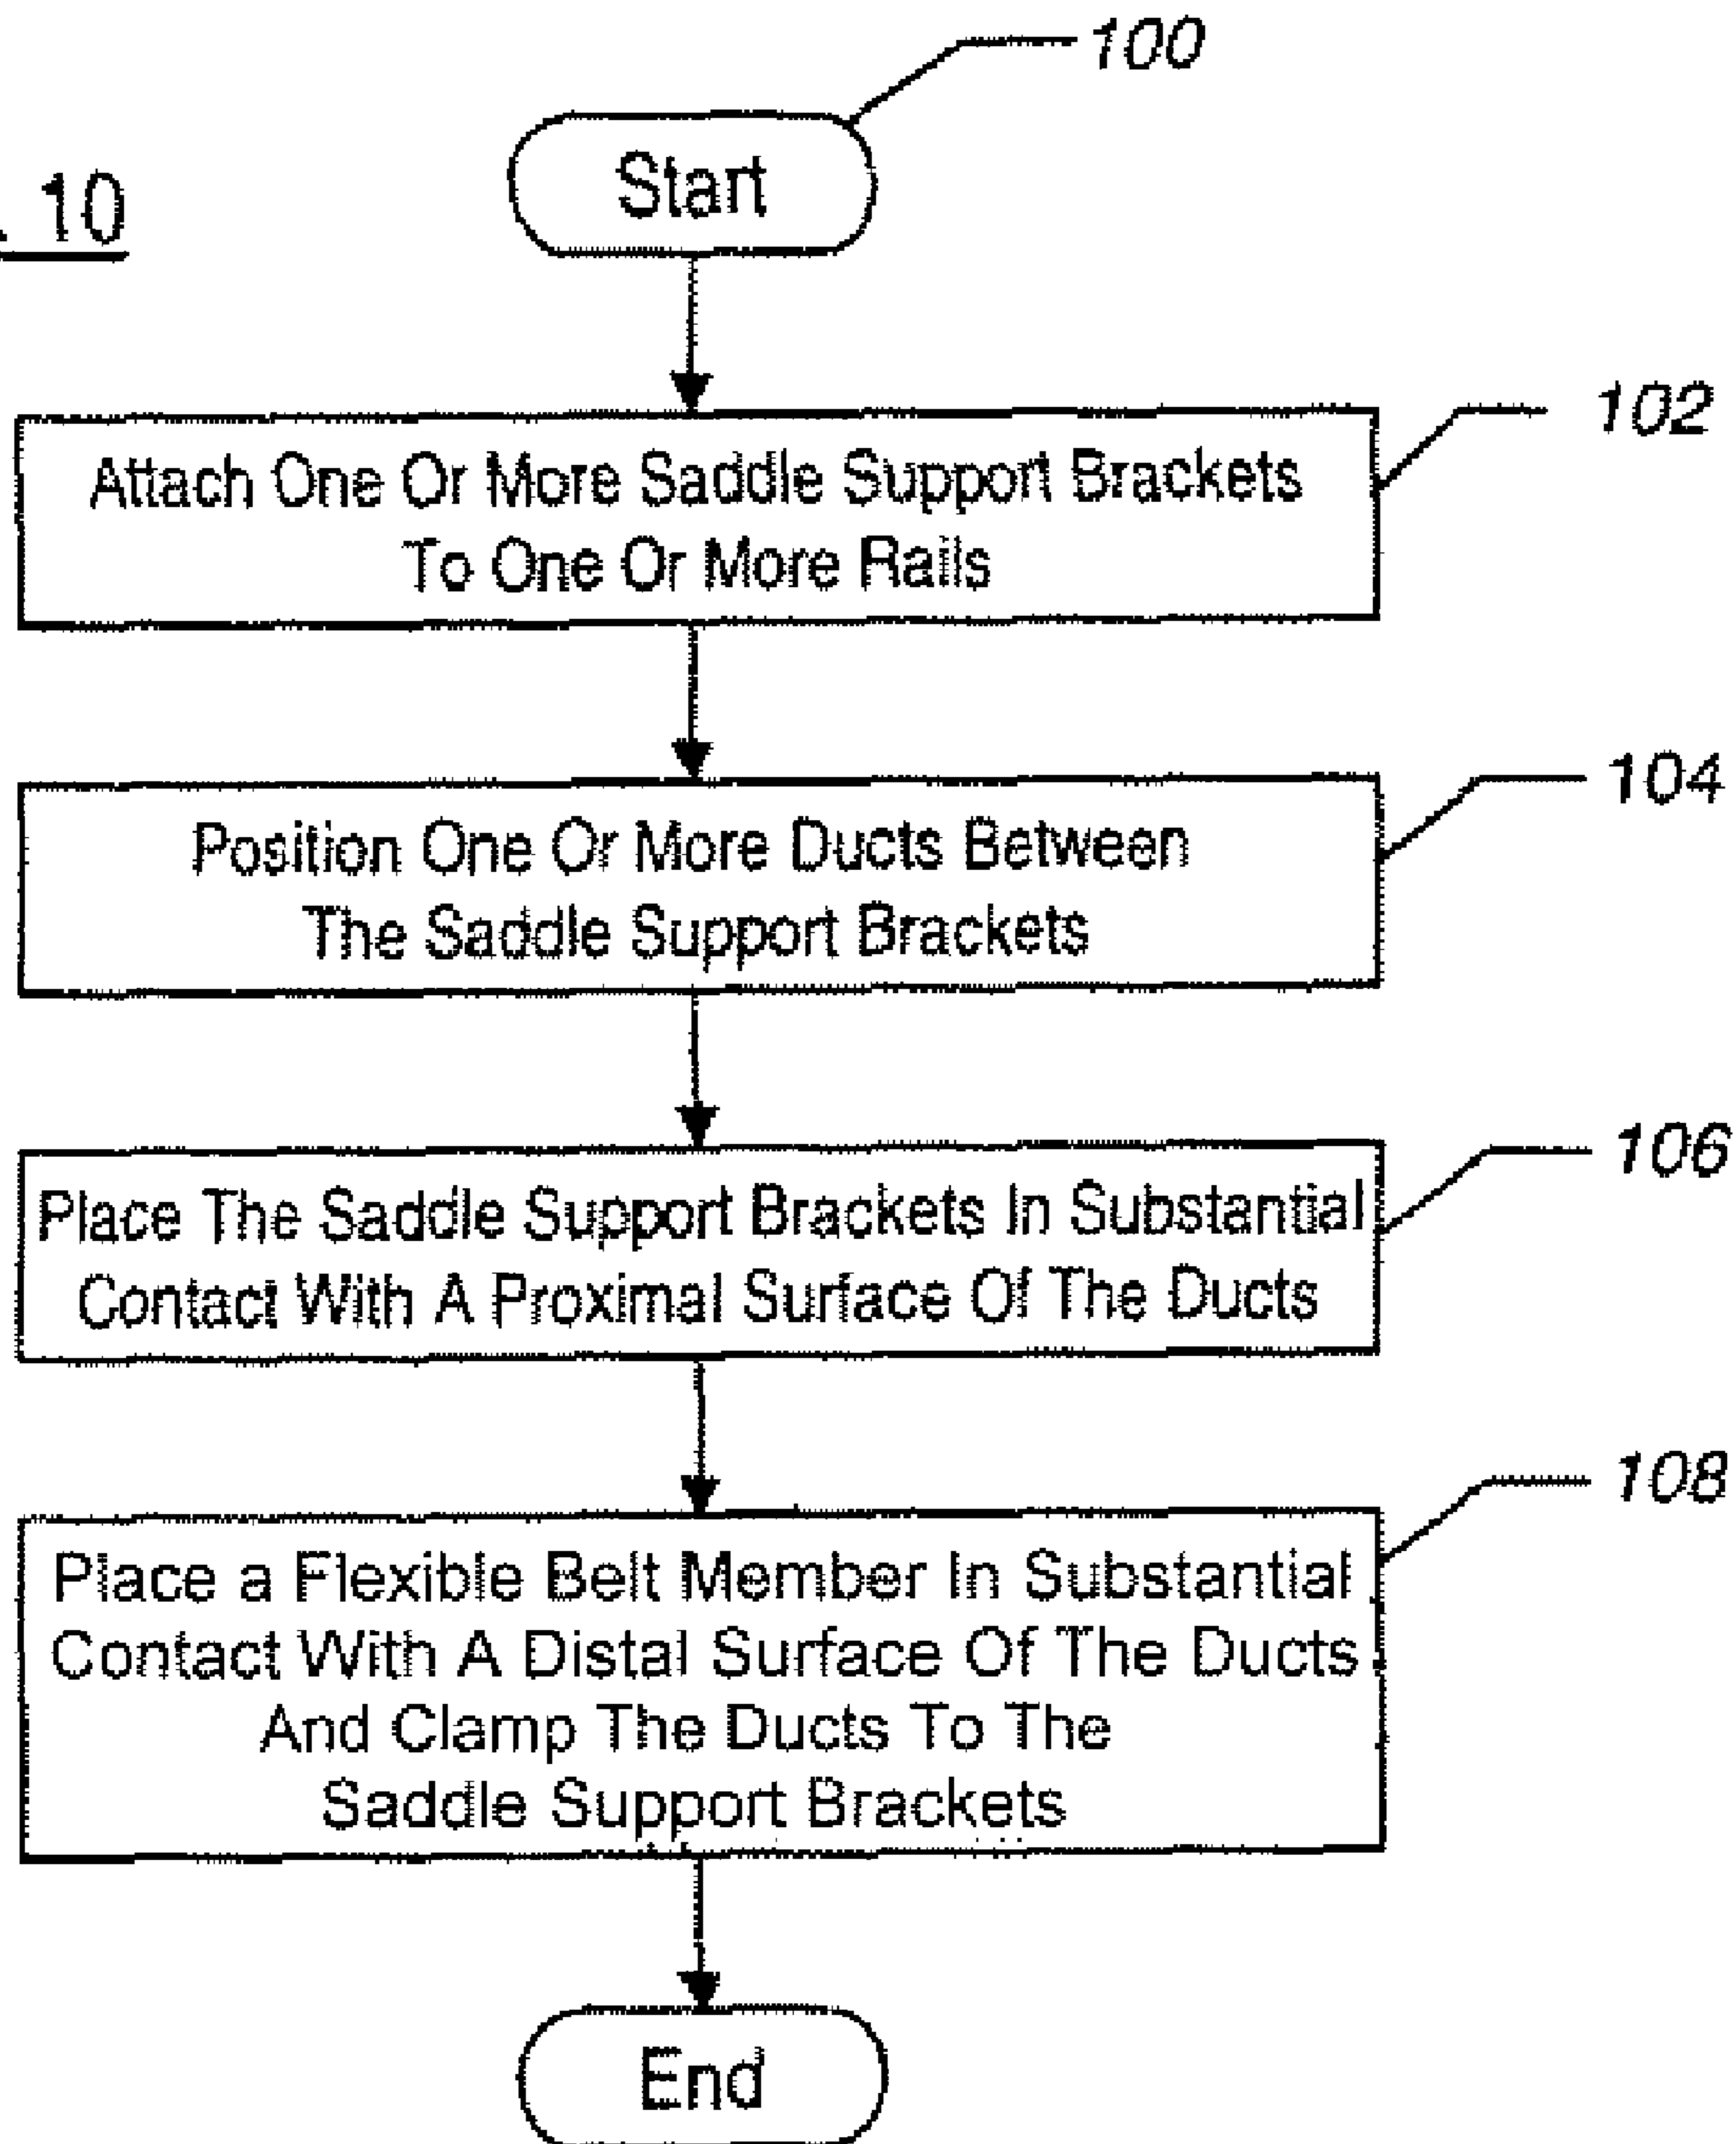 100
Start
. 10
102
Attach One Or More Saddle Support Brackets
To One Or More Rails
104
Position One Or More Ducts Between
The Saddle Support Brackets
106
Place The Saddle Support Brackets In Substantial
Contact With A Proximal Surface Of The Ducts
108
Place a Flexible Belt Member In Substantial
Contact With A Distal Surface Of The Ducts
And Clamp The Ducts To The
Saddle Support Brackets
End